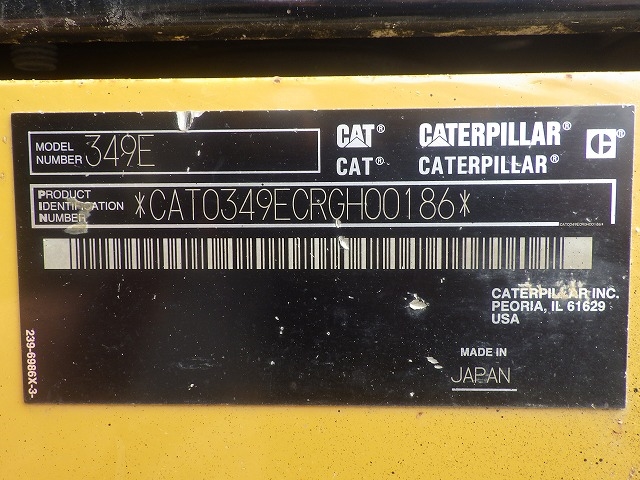 MODEL NUMBER 349E
CAT® CATERPILLAR® C®
CAT® CATERPILLAR®
PRODUCT IDENTIFICATION NUMBER *CAT0349ECRGH00186*
CATERPILLAR INC.
PEORIA, IL 61629
USA
MADE IN
JAPAN
239-6986X-3-